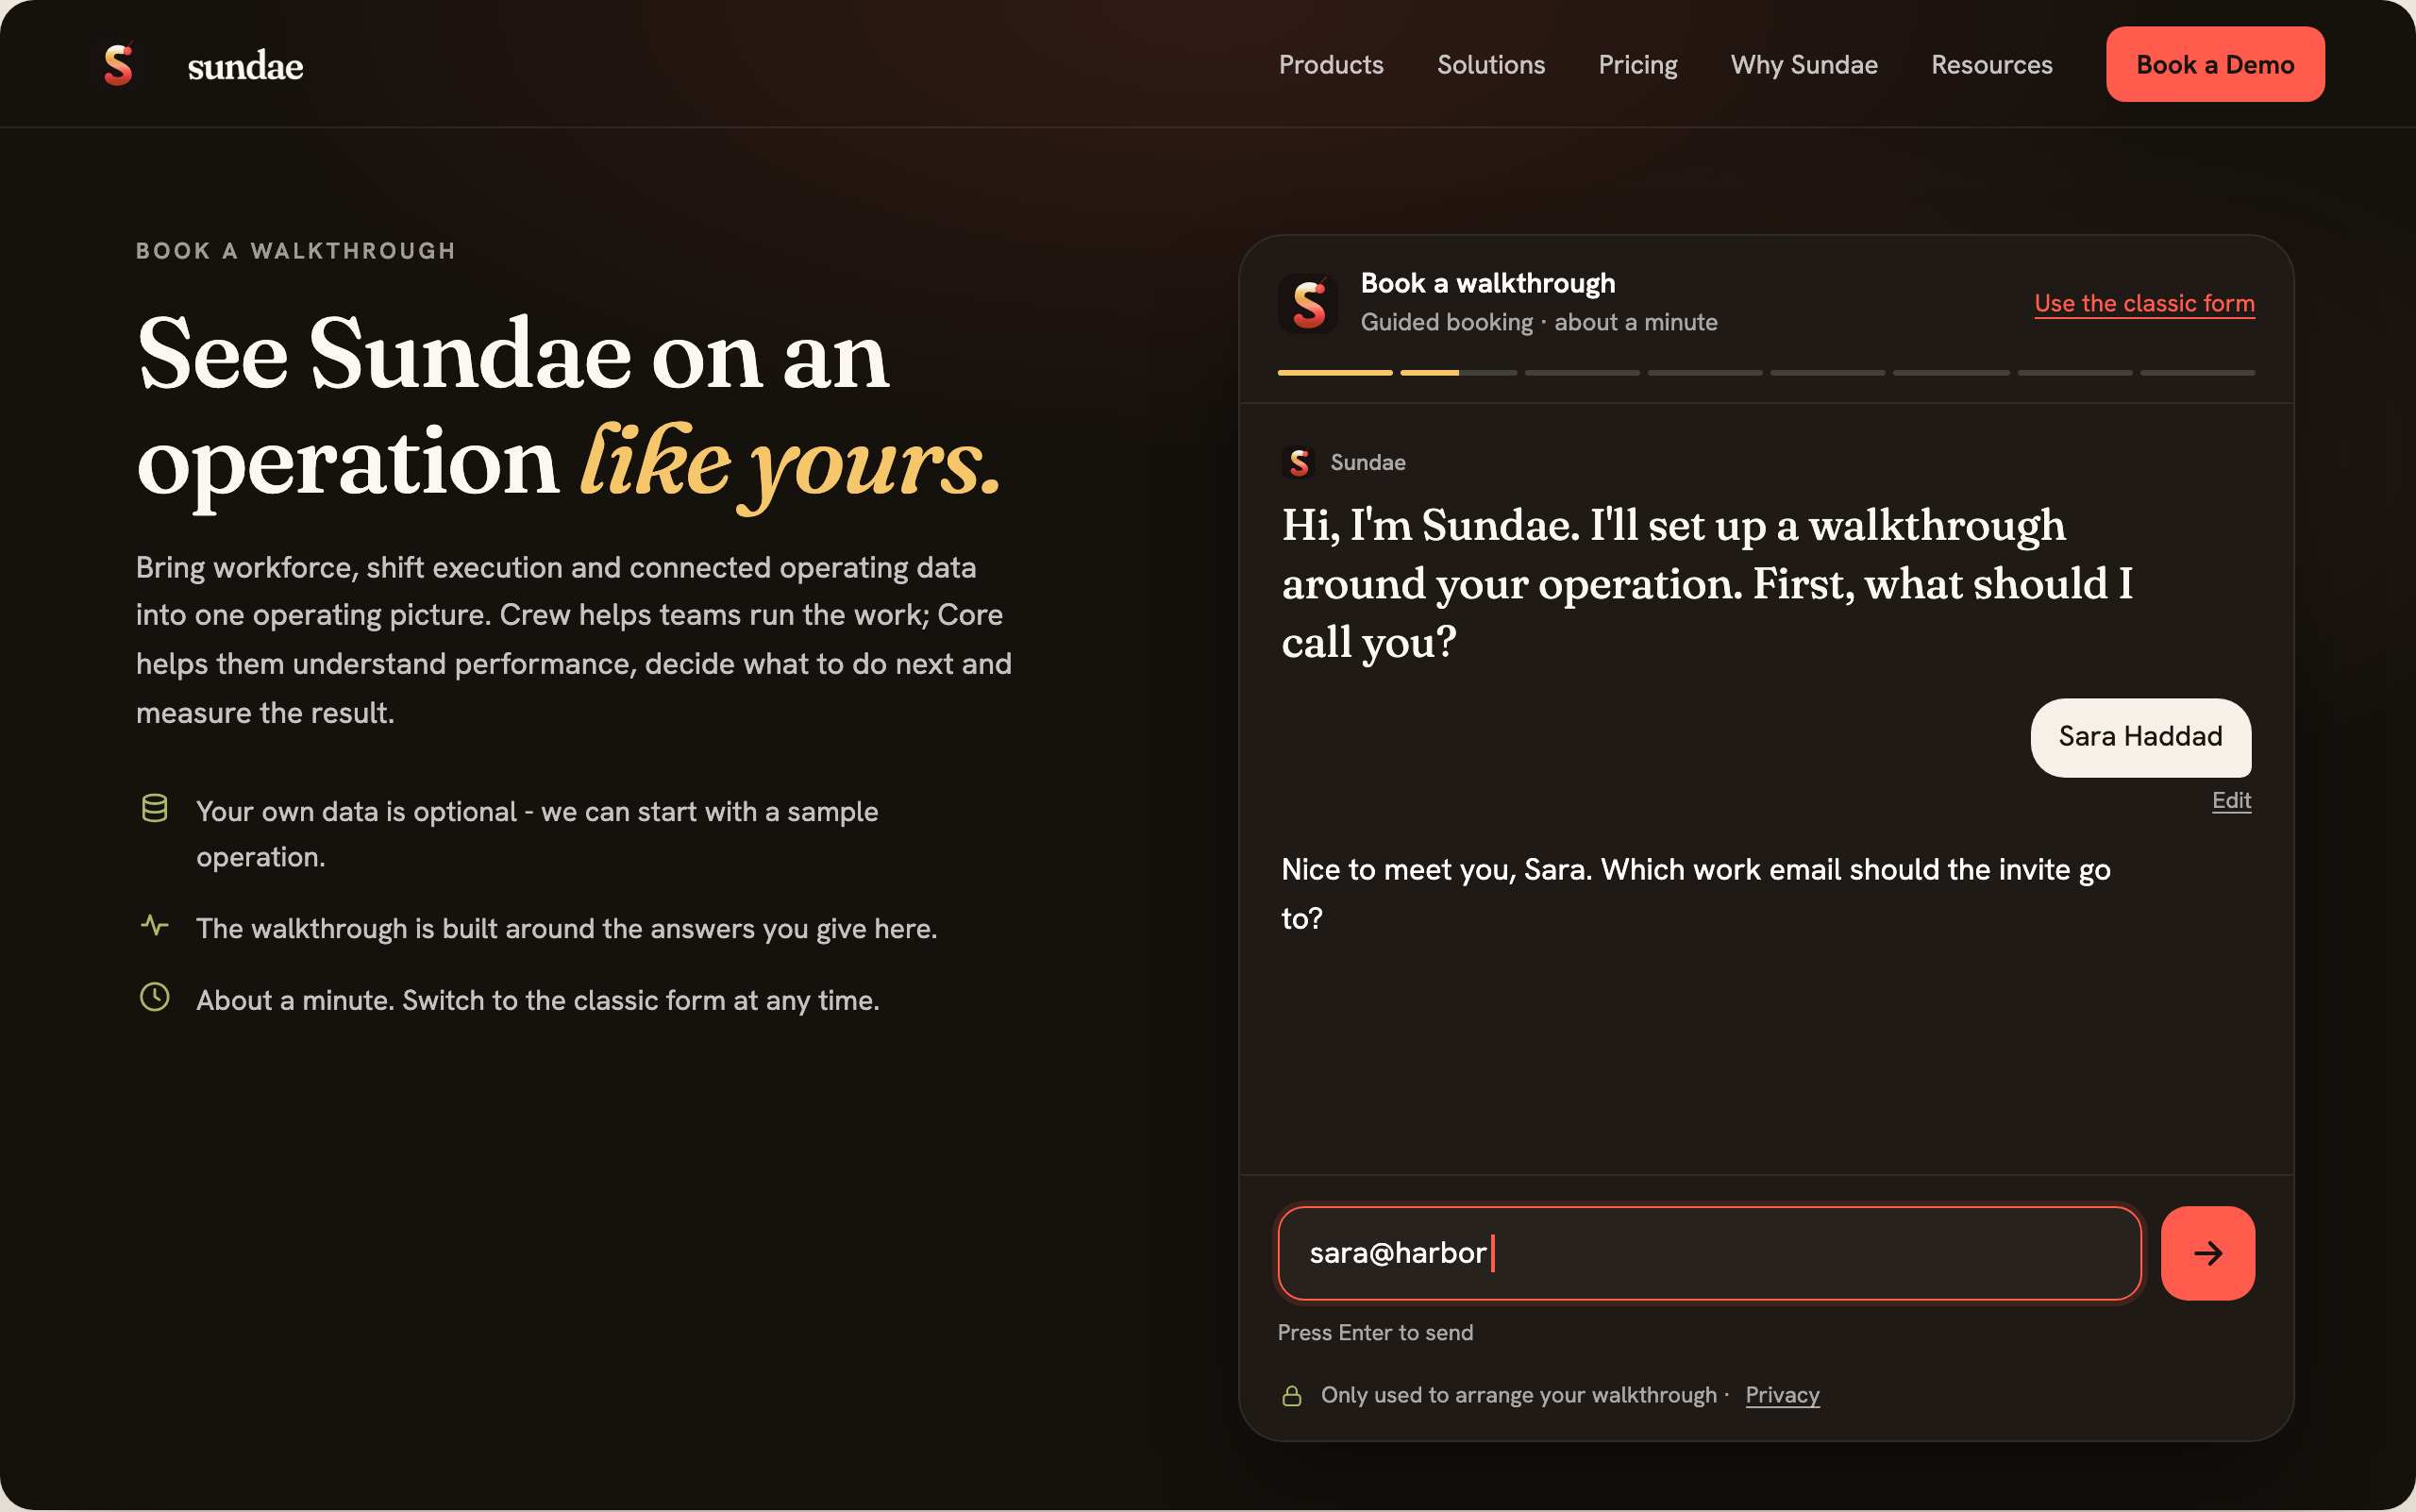 sundae
Products
Solutions
Pricing
Why Sundae
Resources
Book a Demo
BOOK A WALKTHROUGH
See Sundae on an
operation like yours.
Bring workforce, shift execution and connected operating data
into one operating picture. Crew helps teams run the work; Core
helps them understand performance, decide what to do next and
measure the result.
Your own data is optional - we can start with a sample
operation.
The walkthrough is built around the answers you give here.
About a minute. Switch to the classic form at any time.
Book a walkthrough
Guided booking · about a minute
Use the classic form
Sundae
Hi, I'm Sundae. I'll set up a walkthrough
around your operation. First, what should I
call you?
Sara Haddad
Edit
Nice to meet you, Sara. Which work email should the invite go
to?
sara@harbor
Press Enter to send
Only used to arrange your walkthrough · Privacy